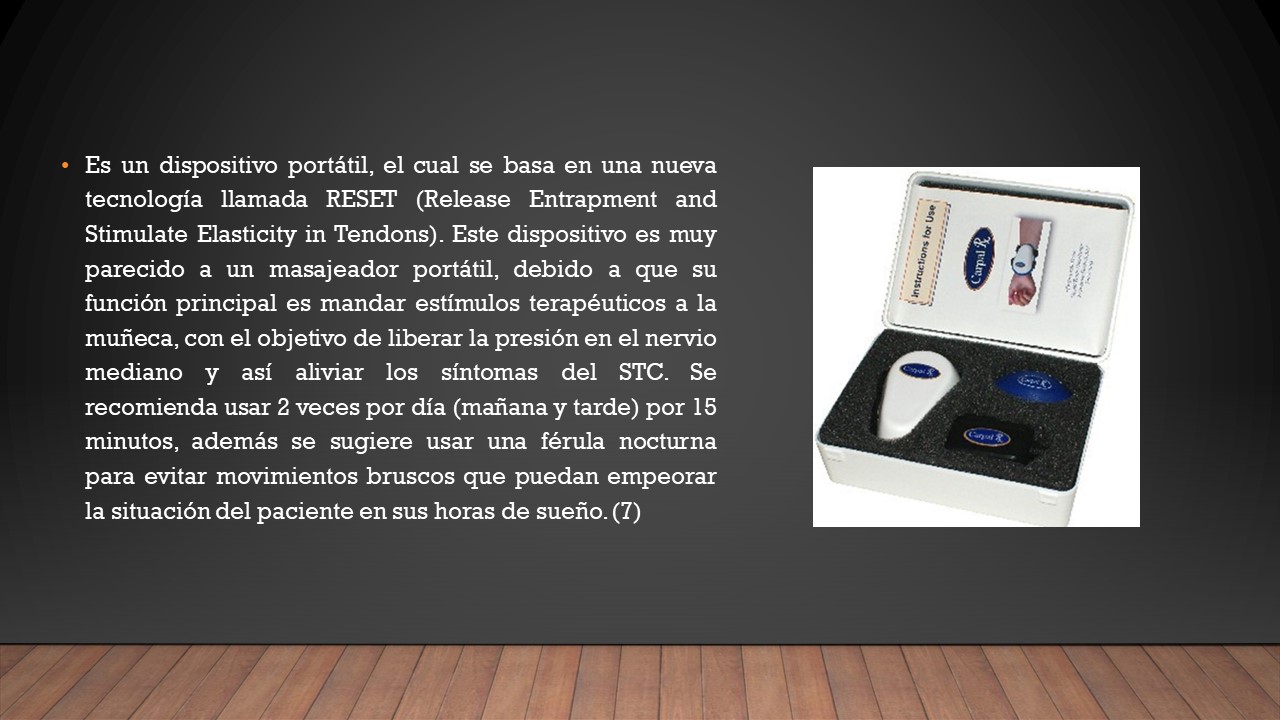 • Es un dispositivo portátil, el cual se basa en una nueva
tecnología llamada RESET (Release Entrapment and
Stimulate Elasticity in Tendons). Este dispositivo es muy
parecido a un masajeador portátil, debido a que su
función principal es mandar estímulos terapéuticos a la
muñeca, con el objetivo de liberar la presión en el nervio
mediano y así aliviar los síntomas del STC. Se
recomienda usar 2 veces por día (mañana y tarde) por 15
minutos, además se sugiere usar una férula nocturna
para evitar movimientos bruscos que puedan empeorar
la situación del paciente en sus horas de sueño. (7)
Instructions for Use
Carpal Rx
Carpal Rx
Carpal Rx
Carpal Rx